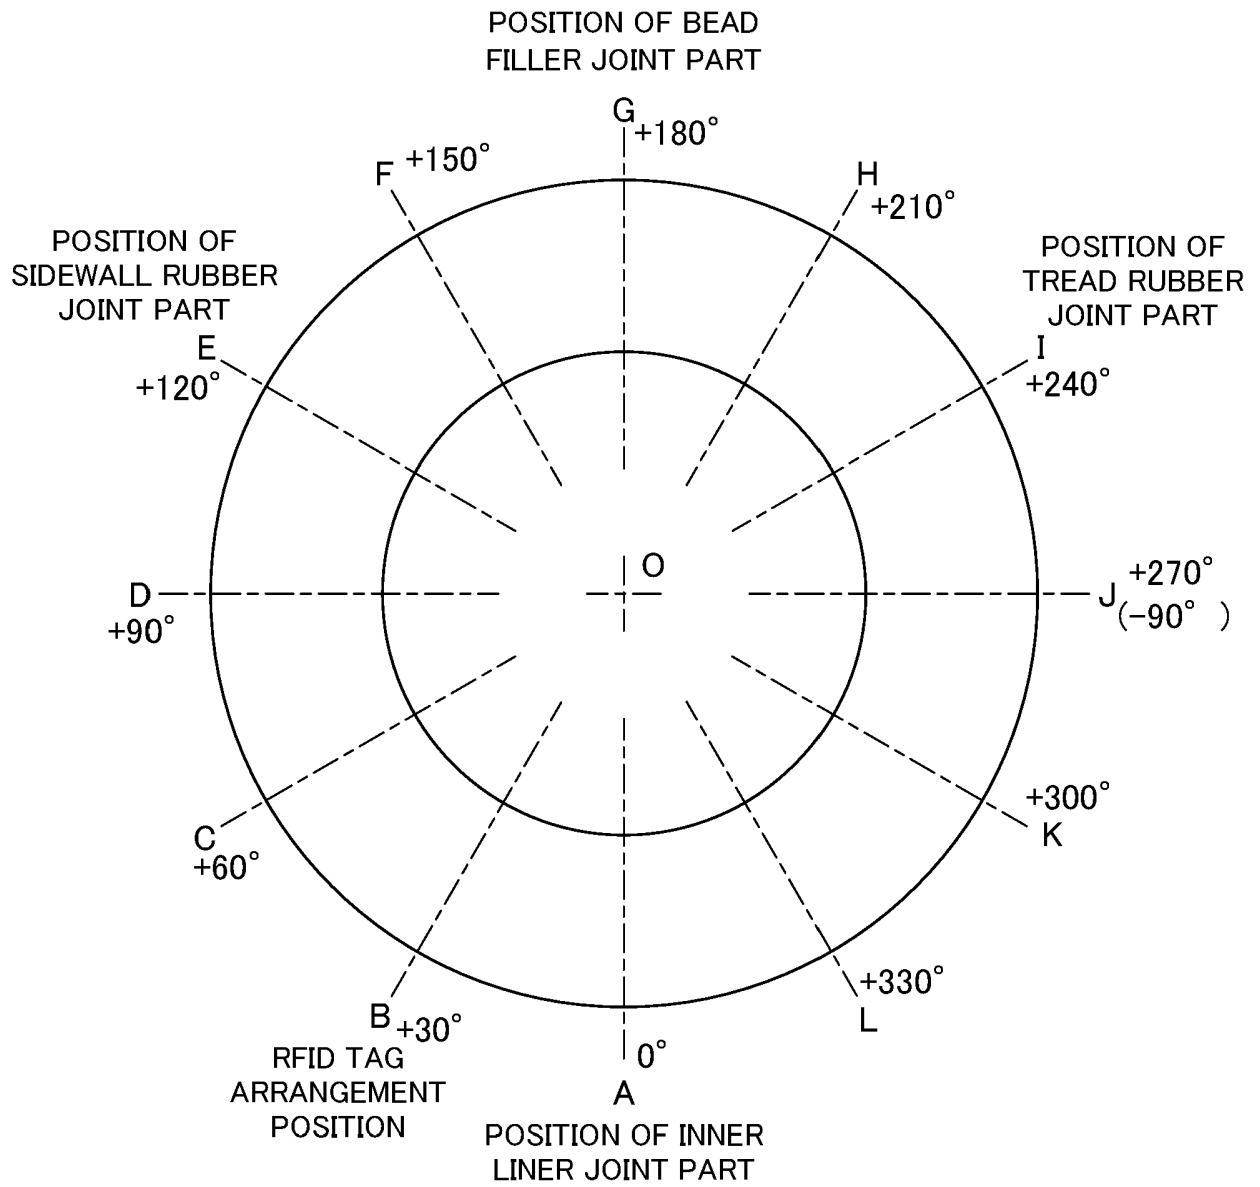 POSITION OF BEAD
FILLER JOINT PART
G
+180°
F +150°
H
+210°
POSITION OF
SIDEWALL RUBBER
JOINT PART
E
+120°
POSITION OF
TREAD RUBBER
JOINT PART
I
+240°
O
D
+90°
J +270°
(−90° )
C
+60°
+300°
K
B +30°
RFID TAG
ARRANGEMENT
POSITION
+330°
L
0°
A
POSITION OF INNER
LINER JOINT PART